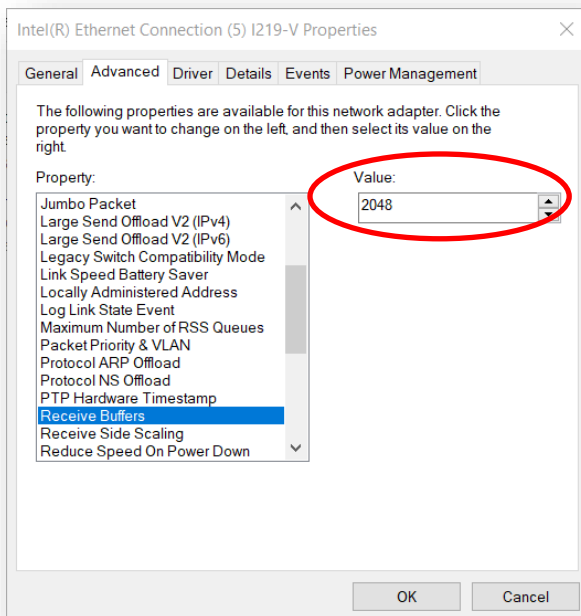 Intel(R) Ethernet Connection (5) I219-V Properties
General Advanced Driver Details Events Power Management
The following properties are available for this network adapter. Click the
property you want to change on the left, and then select its value on the
right.
Property:
Value:
Jumbo Packet
2048
Large Send Offload V2 (IPv4)
Large Send Offload V2 (IPv6)
Legacy Switch Compatibility Mode
Link Speed Battery Saver
Locally Administered Address
Log Link State Event
Maximum Number of RSS Queues
Packet Priority & VLAN
Protocol ARP Offload
Protocol NS Offload
PTP Hardware Timestamp
Receive Buffers
Receive Side Scaling
Reduce Speed On Power Down
OK
Cancel